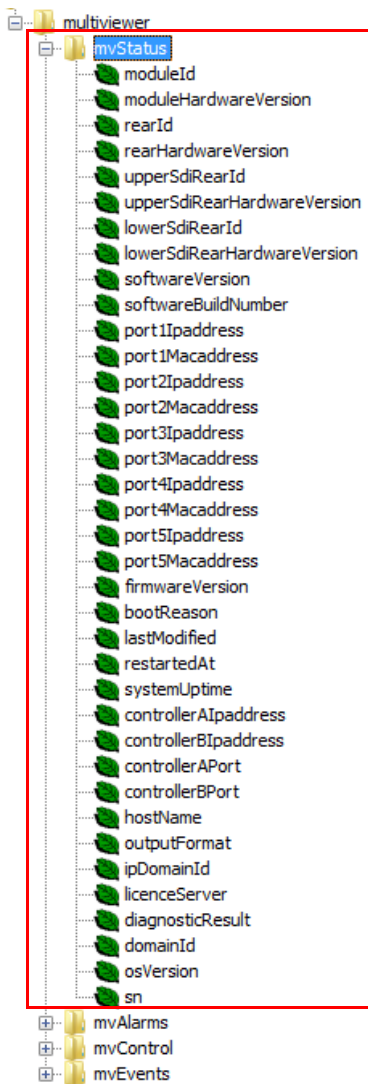 multiviewer
mvStatus
moduleId
moduleHardwareVersion
rearId
rearHardwareVersion
upperSdiRearId
upperSdiRearHardwareVersion
lowerSdiRearId
lowerSdiRearHardwareVersion
softwareVersion
softwareBuildNumber
port1Ipaddress
port1Macaddress
port2Ipaddress
port2Macaddress
port3Ipaddress
port3Macaddress
port4Ipaddress
port4Macaddress
port5Ipaddress
port5Macaddress
firmwareVersion
bootReason
lastModified
restartedAt
systemUptime
controllerAIpaddress
controllerBIpaddress
controllerAPort
controllerBPort
hostName
outputFormat
ipDomainId
licenceServer
diagnosticResult
domainId
osVersion
sn
mvAlarms
mvControl
mvEvents